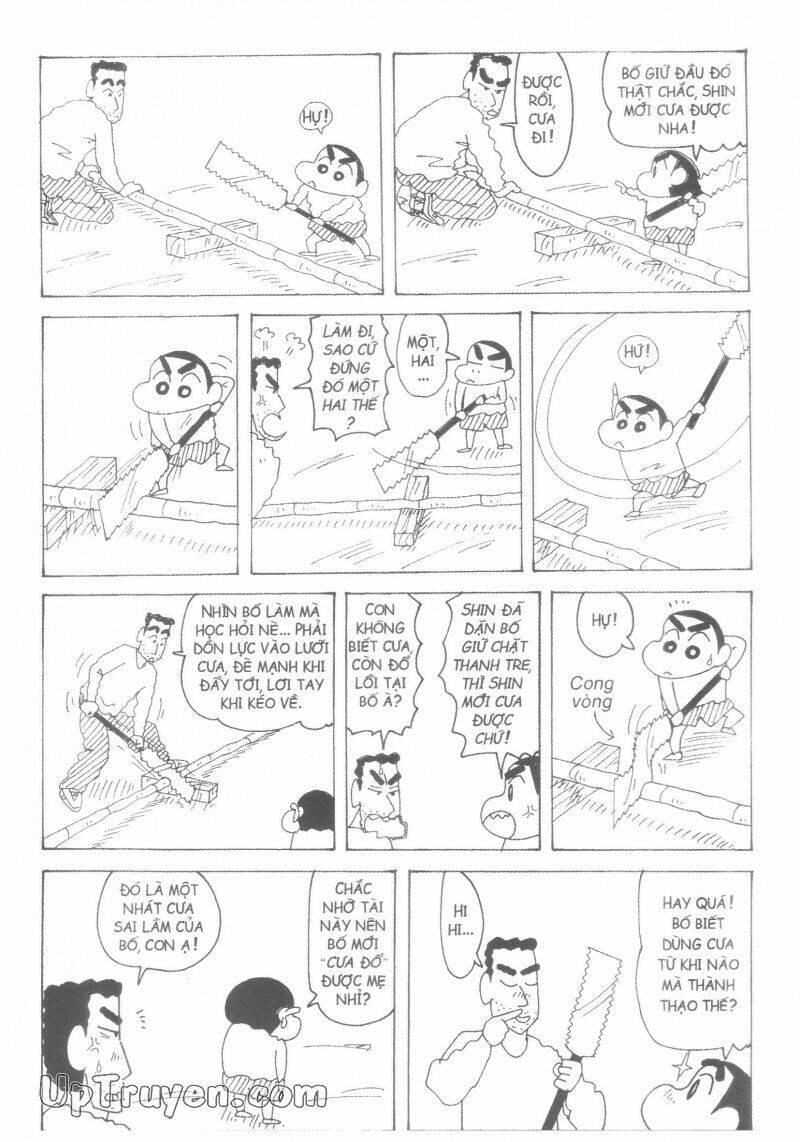 BỐ GIỮ ĐẦU ĐÓ
THẬT CHẮC, SHIN
MỚI CƯA ĐƯỢC
NHA!
ĐƯỢC
RỒI,
CƯA
ĐI!
HỰ!
HỨ!
MỘT,
HAI
...
LÀM ĐI,
SAO CỨ
ĐỨNG
ĐÓ MỘT
HAI THẾ
?
HỰ!
Cong
vòng
SHIN ĐÃ
DẶN BỐ
GIỮ CHẶT
THANH TRE,
THÌ SHIN
MỚI CƯA
ĐƯỢC
CHỨ!
CON
KHÔNG
BIẾT CƯA,
CÒN ĐỔ
LỖI TẠI
BỐ À?
NHÌN BỐ LÀM MÀ
HỌC HỎI NÈ... PHẢI
DỒN LỰC VÀO LƯỠI
CƯA, ĐÈ MẠNH KHI
ĐẨY TỚI, LƠI TAY
KHI KÉO VỀ.
HAY QUÁ!
BỐ BIẾT
DÙNG CƯA
TỪ KHI NÀO
MÀ THÀNH
THẠO THẾ?
HI
HI...
CHẮC
NHỜ TÀI
NÀY NÊN
BỐ MỚI
"CƯA ĐỔ"
ĐƯỢC MẸ
NHỈ?
ĐÓ LÀ MỘT
NHÁT CƯA
SAI LẦM CỦA
BỐ, CON Ạ!
UpTruyen.com